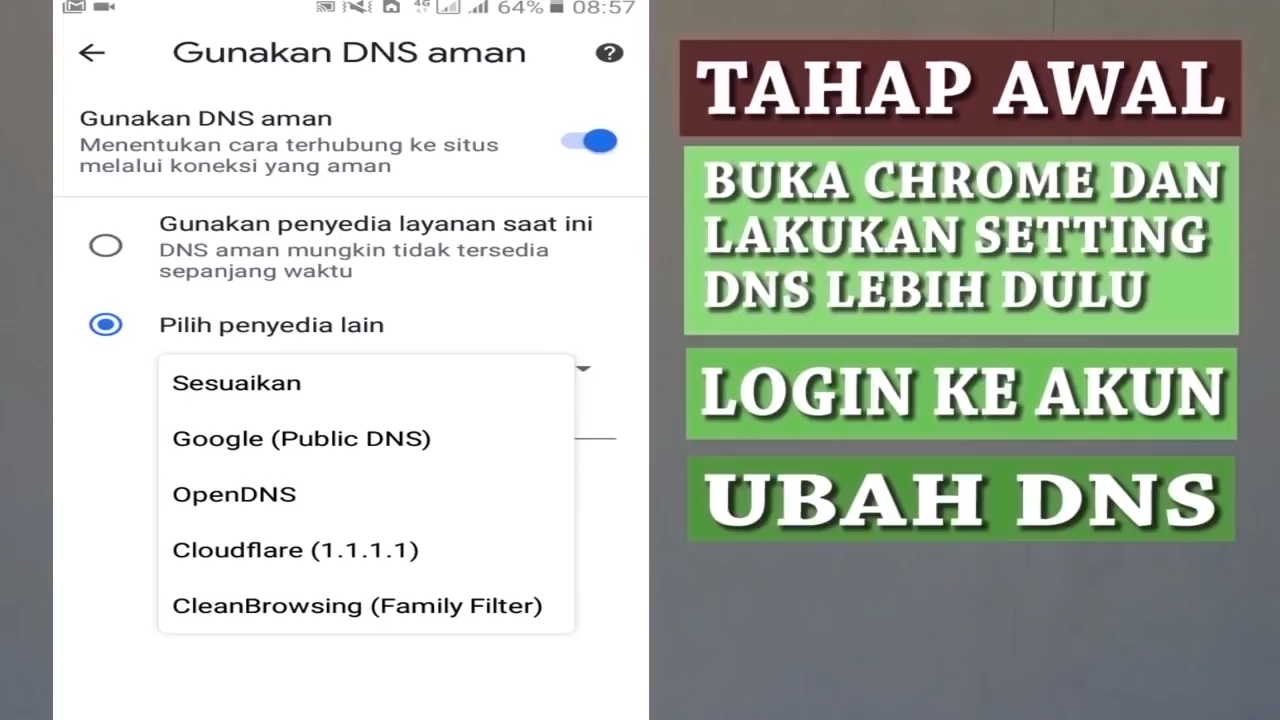 4G 64% 08:57
Gunakan DNS aman
Gunakan DNS aman
Menentukan cara terhubung ke situs
melalui koneksi yang aman
Gunakan penyedia layanan saat ini
DNS aman mungkin tidak tersedia
sepanjang waktu
Pilih penyedia lain
Sesuaikan
Google (Public DNS)
OpenDNS
Cloudflare (1.1.1.1)
CleanBrowsing (Family Filter)
TAHAP AWAL
BUKA CHROME DAN
LAKUKAN SETTING
DNS LEBIH DULU
LOGIN KE AKUN
UBAH DNS